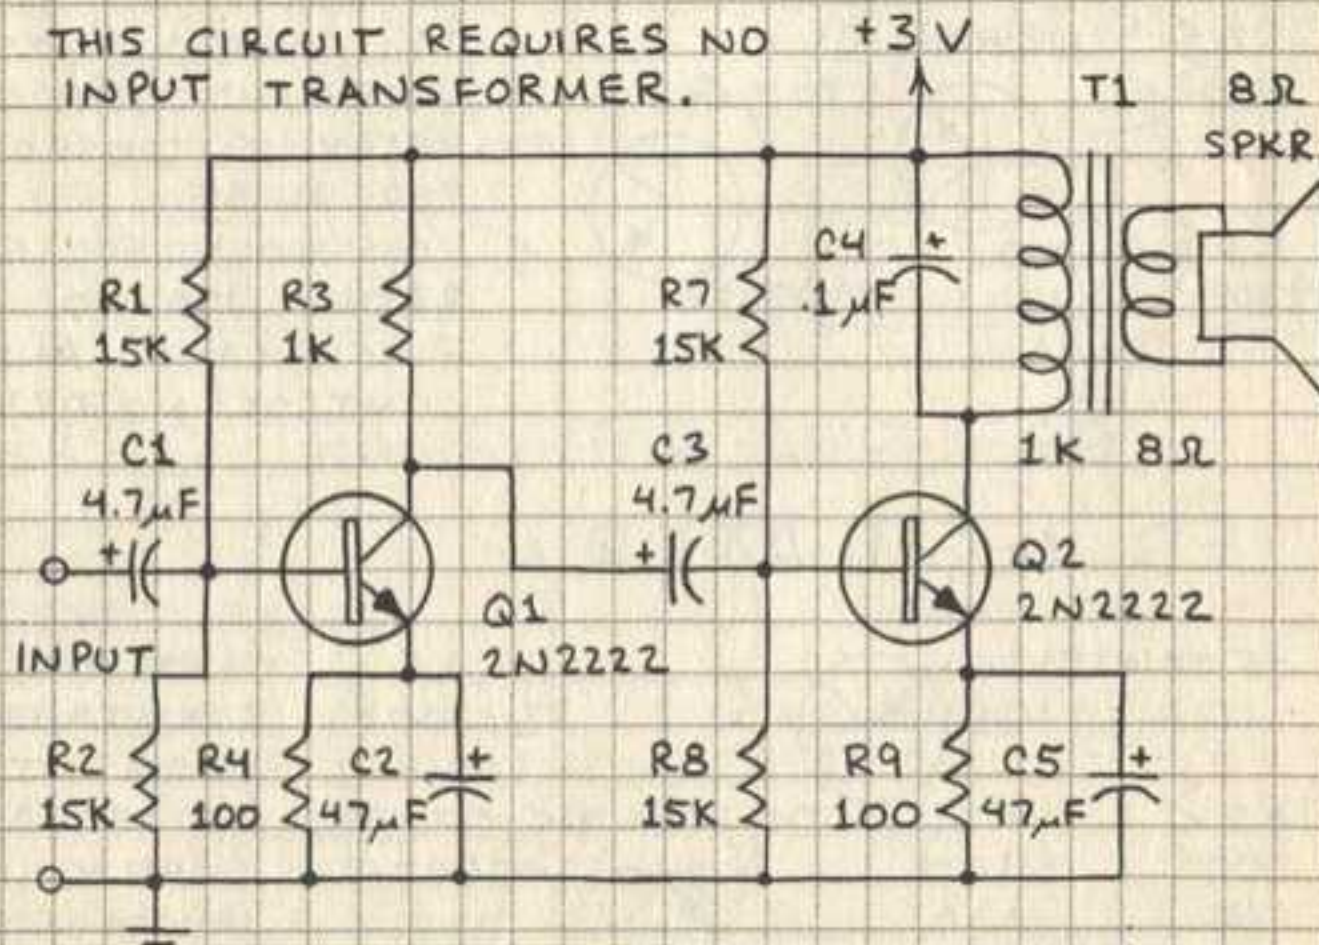 THIS CIRCUIT REQUIRES NO
INPUT TRANSFORMER.
+3V
T1
8Ω
SPKR
R1
15K
R3
1K
R7
15K
C4
+
.1µF
C1
4.7µF
+
C3
4.7µF
+
1K
8Ω
Q1
2N2222
Q2
2N2222
INPUT
R2
15K
R4
100
C2
47µF
+
R8
15K
R9
100
C5
47µF
+